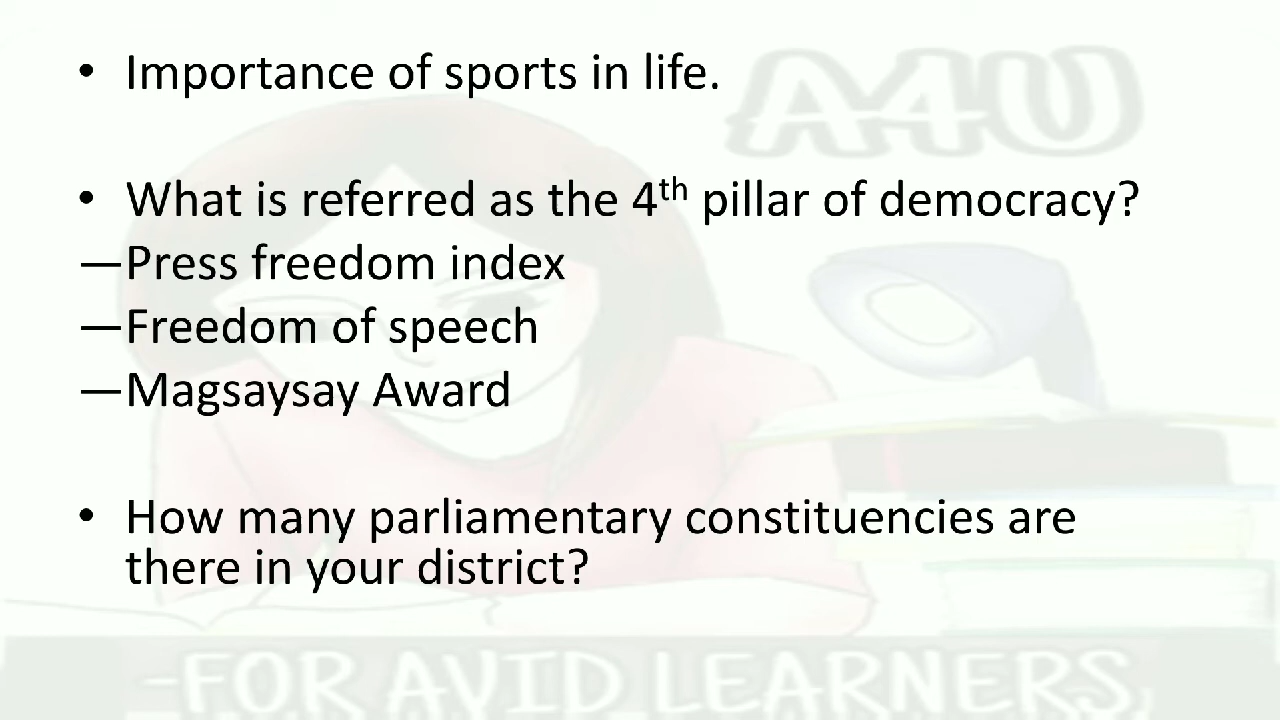 A4U
• Importance of sports in life.
• What is referred as the 4th pillar of democracy?
—Press freedom index
—Freedom of speech
—Magsaysay Award
• How many parliamentary constituencies are
there in your district?
-FOR AVID LEARNERS